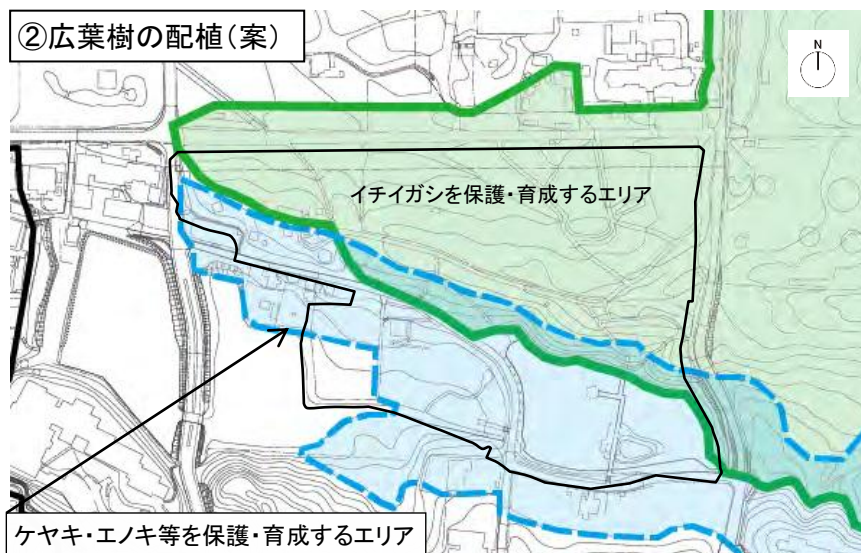 ②広葉樹の配植(案)
N
イチイガシを保護・育成するエリア
ケヤキ・エノキ等を保護・育成するエリア